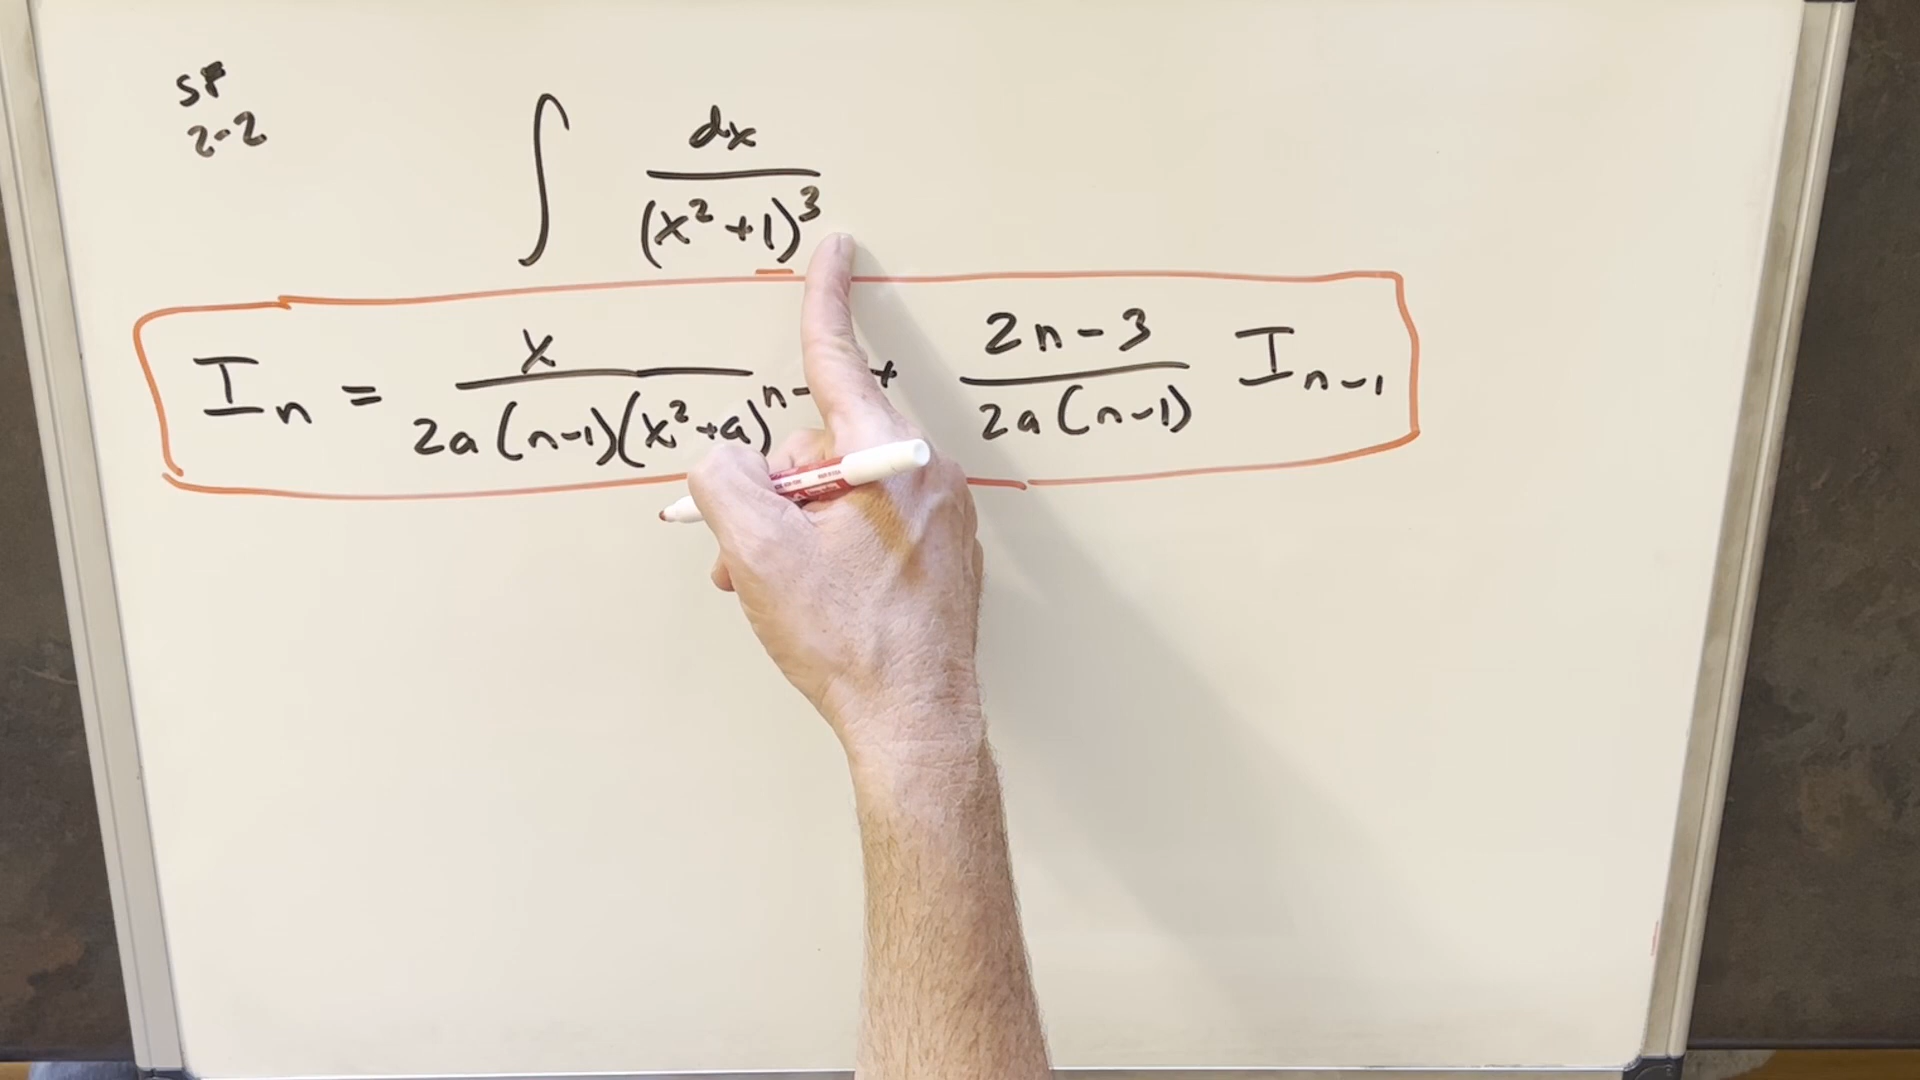 SF
2-2
∫ dx / (x² + 1)³
Iₙ = x / 2a(n-1)(x²+a)ⁿ⁻ + 2n-3 / 2a(n-1) Iₙ₋₁